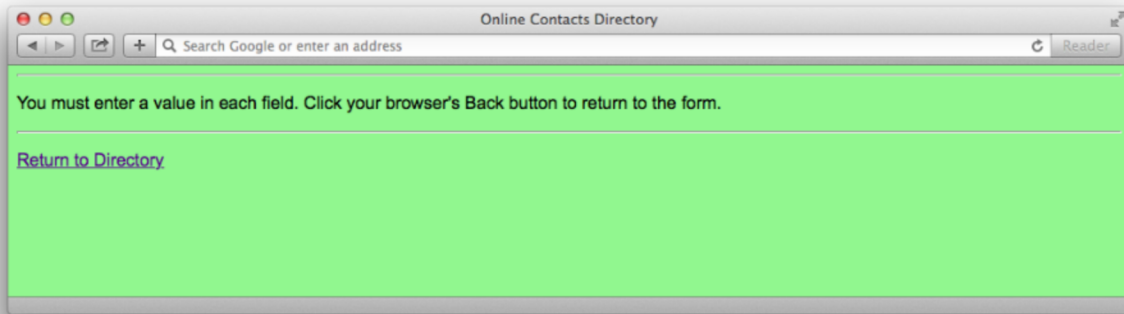 Online Contacts Directory
Search Google or enter an address
Reader
You must enter a value in each field. Click your browser's Back button to return to the form.
Return to Directory